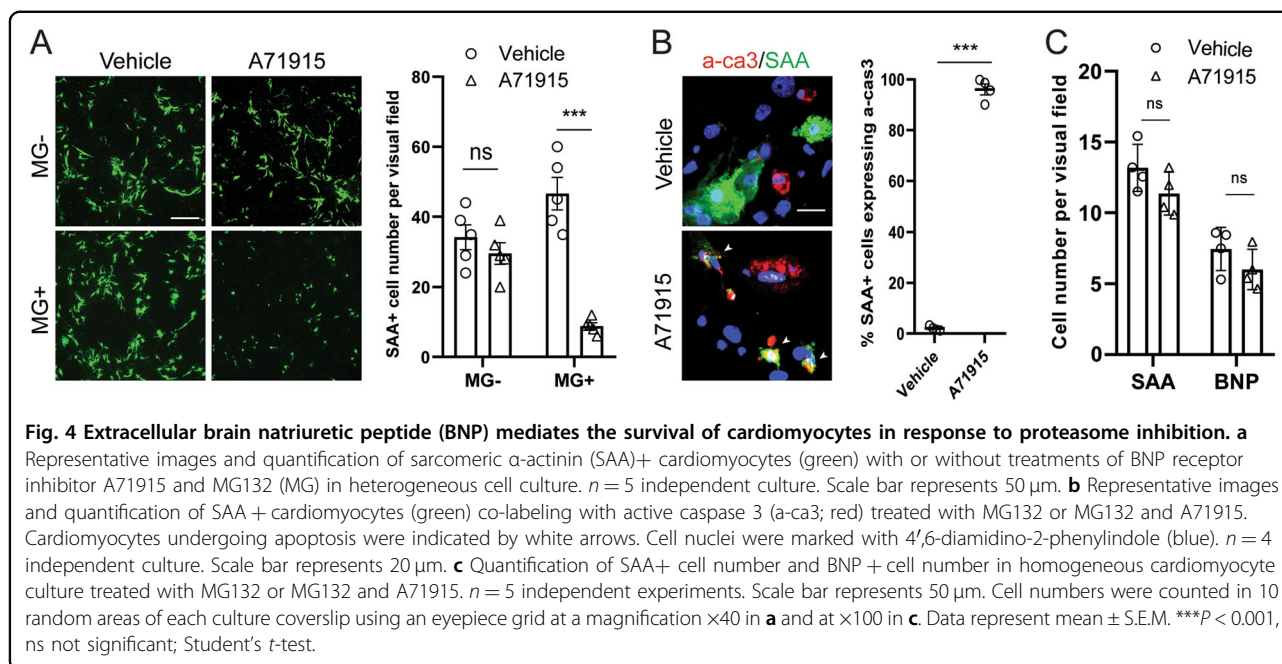 A
Vehicle
A71915
MG-
MG+
Vehicle
A71915
SAA+ cell number per visual field
80
60
40
20
0
ns
***
MG-
MG+
B
a-ca3/SAA
Vehicle
A71915
% SAA+ cells expressing a-cas3
100
80
60
40
20
0
***
Vehicle
A71915
C
Vehicle
A71915
Cell number per visual field
20
15
10
5
0
ns
ns
SAA
BNP
Fig. 4 Extracellular brain natriuretic peptide (BNP) mediates the survival of cardiomyocytes in response to proteasome inhibition. a
Representative images and quantification of sarcomeric α-actinin (SAA)+ cardiomyocytes (green) with or without treatments of BNP receptor
inhibitor A71915 and MG132 (MG) in heterogeneous cell culture. n = 5 independent culture. Scale bar represents 50 μm. b Representative images
and quantification of SAA + cardiomyocytes (green) co-labeling with active caspase 3 (a-ca3; red) treated with MG132 or MG132 and A71915.
Cardiomyocytes undergoing apoptosis were indicated by white arrows. Cell nuclei were marked with 4′,6-diamidino-2-phenylindole (blue). n = 4
independent culture. Scale bar represents 20 μm. c Quantification of SAA+ cell number and BNP + cell number in homogeneous cardiomyocyte
culture treated with MG132 or MG132 and A71915. n = 5 independent experiments. Scale bar represents 50 μm. Cell numbers were counted in 10
random areas of each culture coverslip using an eyepiece grid at a magnification ×40 in a and at ×100 in c. Data represent mean ± S.E.M. ***P < 0.001,
ns not significant; Student's t-test.